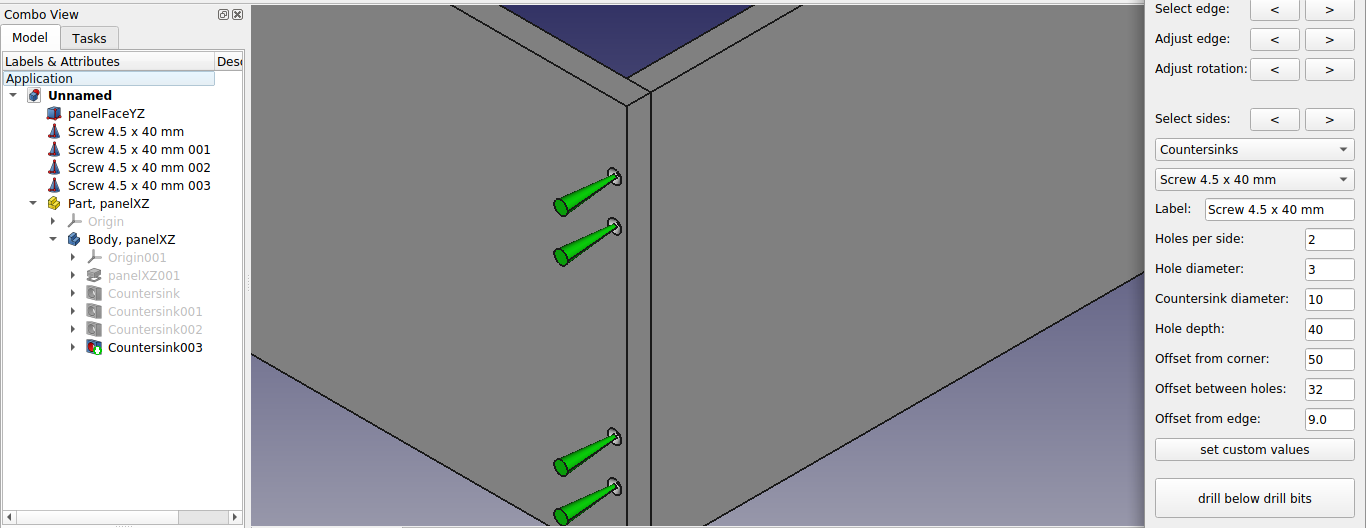 Combo View
Model
Tasks
Labels & Attributes
Desc
Application
Unnamed
panelFaceYZ
Screw 4.5 x 40 mm
Screw 4.5 x 40 mm 001
Screw 4.5 x 40 mm 002
Screw 4.5 x 40 mm 003
Part, panelXZ
Origin
Body, panelXZ
Origin001
panelXZ001
Countersink
Countersink001
Countersink002
Countersink003
Select edge: < >
Adjust edge: < >
Adjust rotation: < >
Select sides: < >
Countersinks
Screw 4.5 x 40 mm
Label: Screw 4.5 x 40 mm
Holes per side: 2
Hole diameter: 3
Countersink diameter: 10
Hole depth: 40
Offset from corner: 50
Offset between holes: 32
Offset from edge: 9.0
set custom values
drill below drill bits